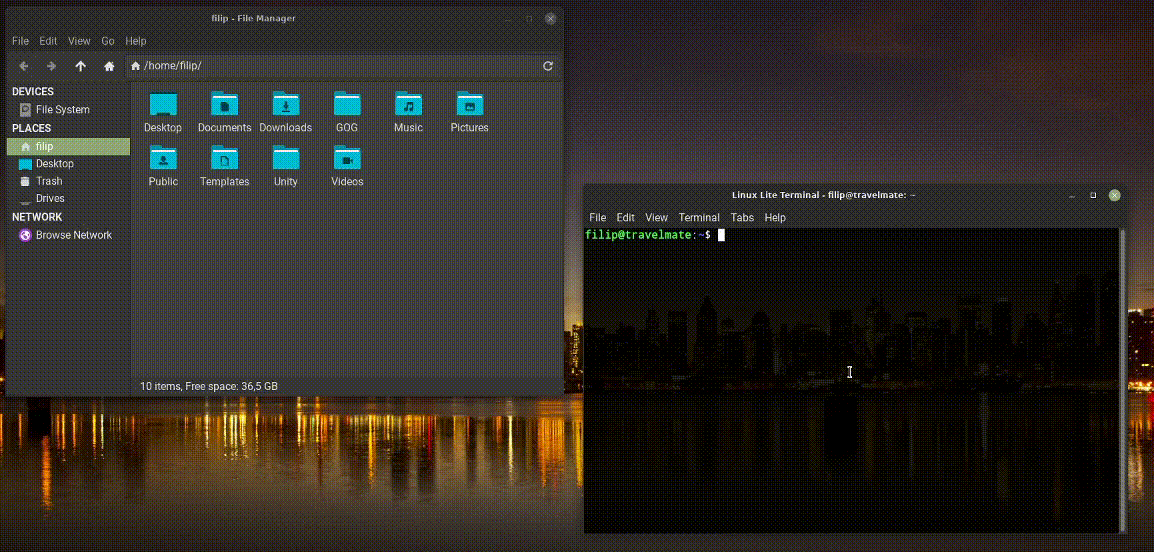 filip - File Manager
File Edit View Go Help
/home/filip/
DEVICES
File System
PLACES
filip
Desktop
Trash
Drives
NETWORK
Browse Network
Desktop Documents Downloads GOG Music Pictures
Public Templates Unity Videos
10 items, Free space: 36,5 GB
Linux Lite Terminal - filip@travelmate: ~
File Edit View Terminal Tabs Help
filip@travelmate:~$